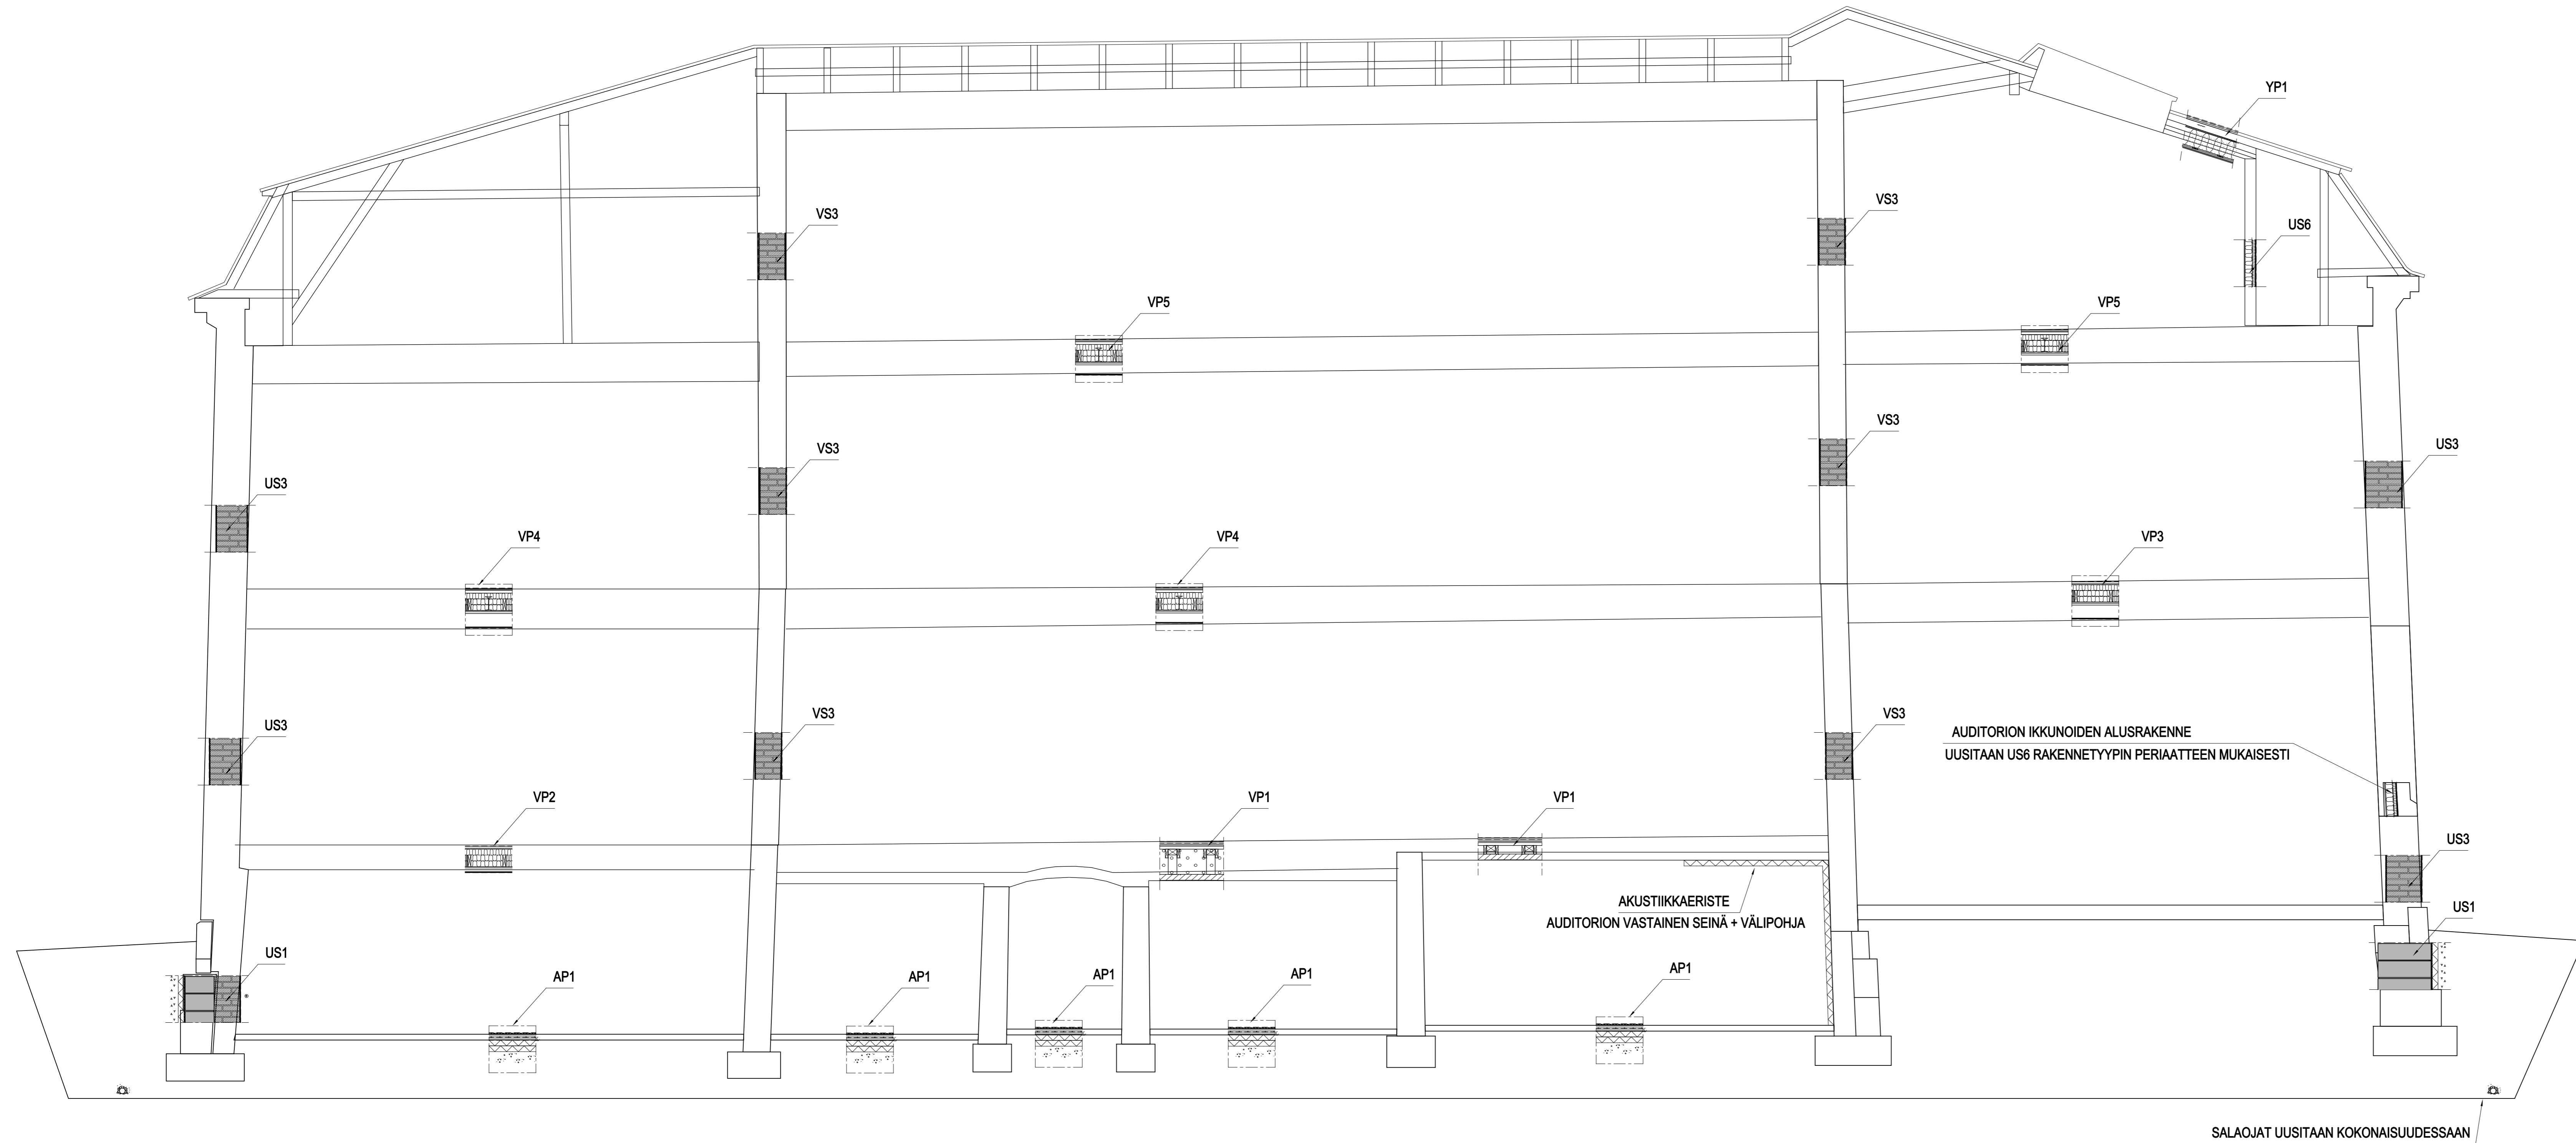 YP1
VS3
VS3
US6
VP5
VP5
VS3
VS3
US3
US3
VP4
VP4
VP3
VS3
VS3
US3
AUDITORION IKKUNOIDEN ALUSRAKENNE
UUSITAAN US6 RAKENNETYYPIN PERIAATTEEN MUKAISESTI
VP2
VP1
VP1
US3
AKUSTIIKKAERISTE
AUDITORION VASTAINEN SEINÄ + VÄLIPOHJA
US1
US1
AP1
AP1
AP1
AP1
AP1
SALAOJAT UUSITAAN KOKONAISUUDESSAAN